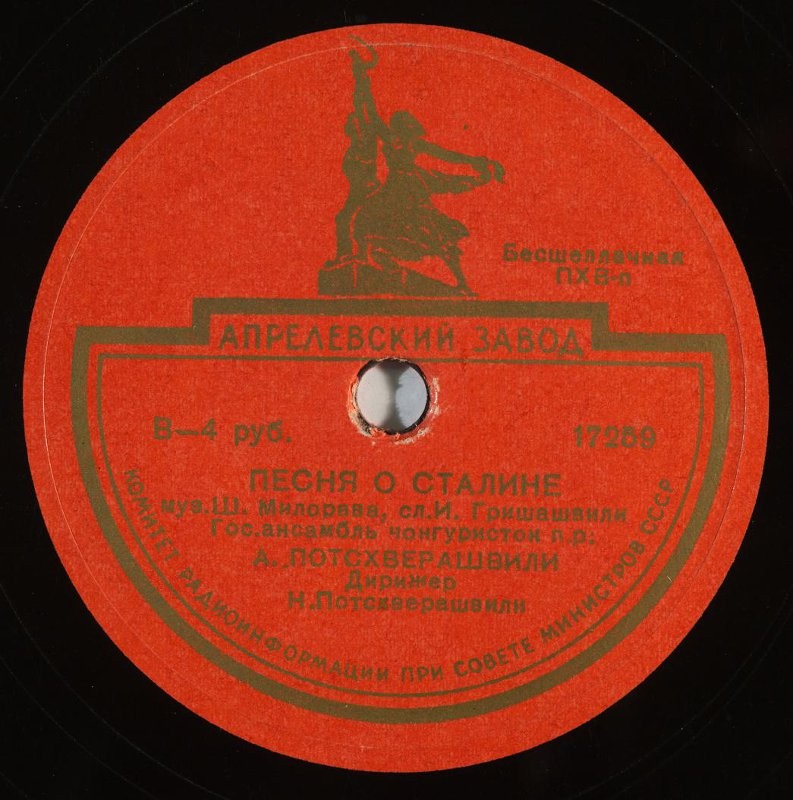 Бесшеллачная
ПХВ-п
АПРЕЛЕВСКИЙ ЗАВОД
В—4 руб.
17269
ПЕСНЯ О СТАЛИНЕ
муз.Ш. Милорава, сл.И. Гришашвили
Гос.ансамбль чонгуристок п.р:
А. ПОТСХВЕРАШВИЛИ
Дирижер
Н.Потсхверашвили
КОМИТЕТ РАДИОИНФОРМАЦИИ ПРИ СОВЕТЕ МИНИСТРОВ СССР